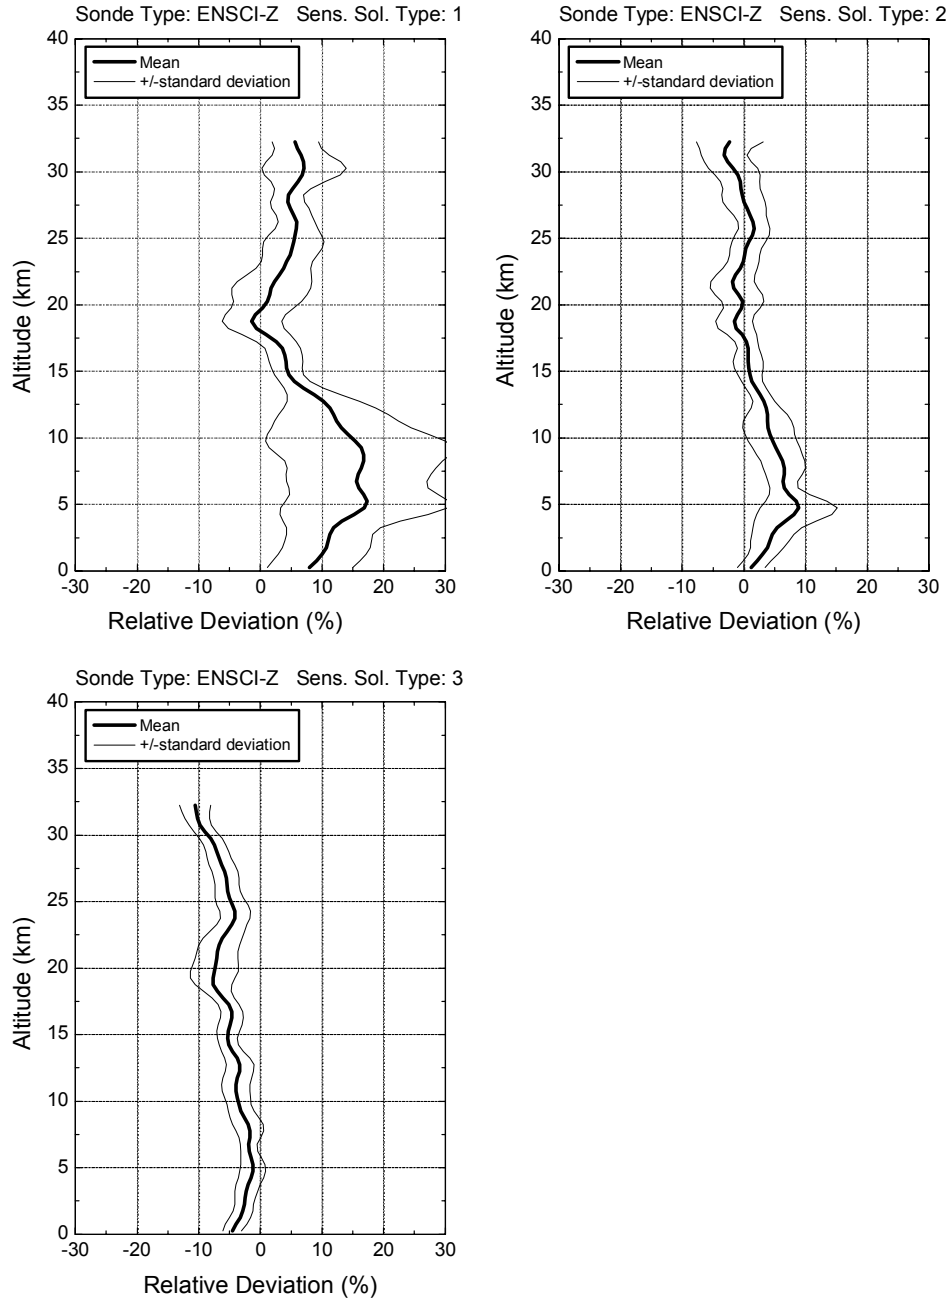 Sonde Type: ENSCI-Z Sens. Sol. Type: 1
Mean
+/-standard deviation
40
35
30
25
20
15
10
5
0
Altitude (km)
-30 -20 -10 0 10 20 30
Relative Deviation (%)
Sonde Type: ENSCI-Z Sens. Sol. Type: 2
Mean
+/-standard deviation
40
35
30
25
20
15
10
5
0
Altitude (km)
-30 -20 -10 0 10 20 30
Relative Deviation (%)
Sonde Type: ENSCI-Z Sens. Sol. Type: 3
Mean
+/-standard deviation
40
35
30
25
20
15
10
5
0
Altitude (km)
-30 -20 -10 0 10 20 30
Relative Deviation (%)